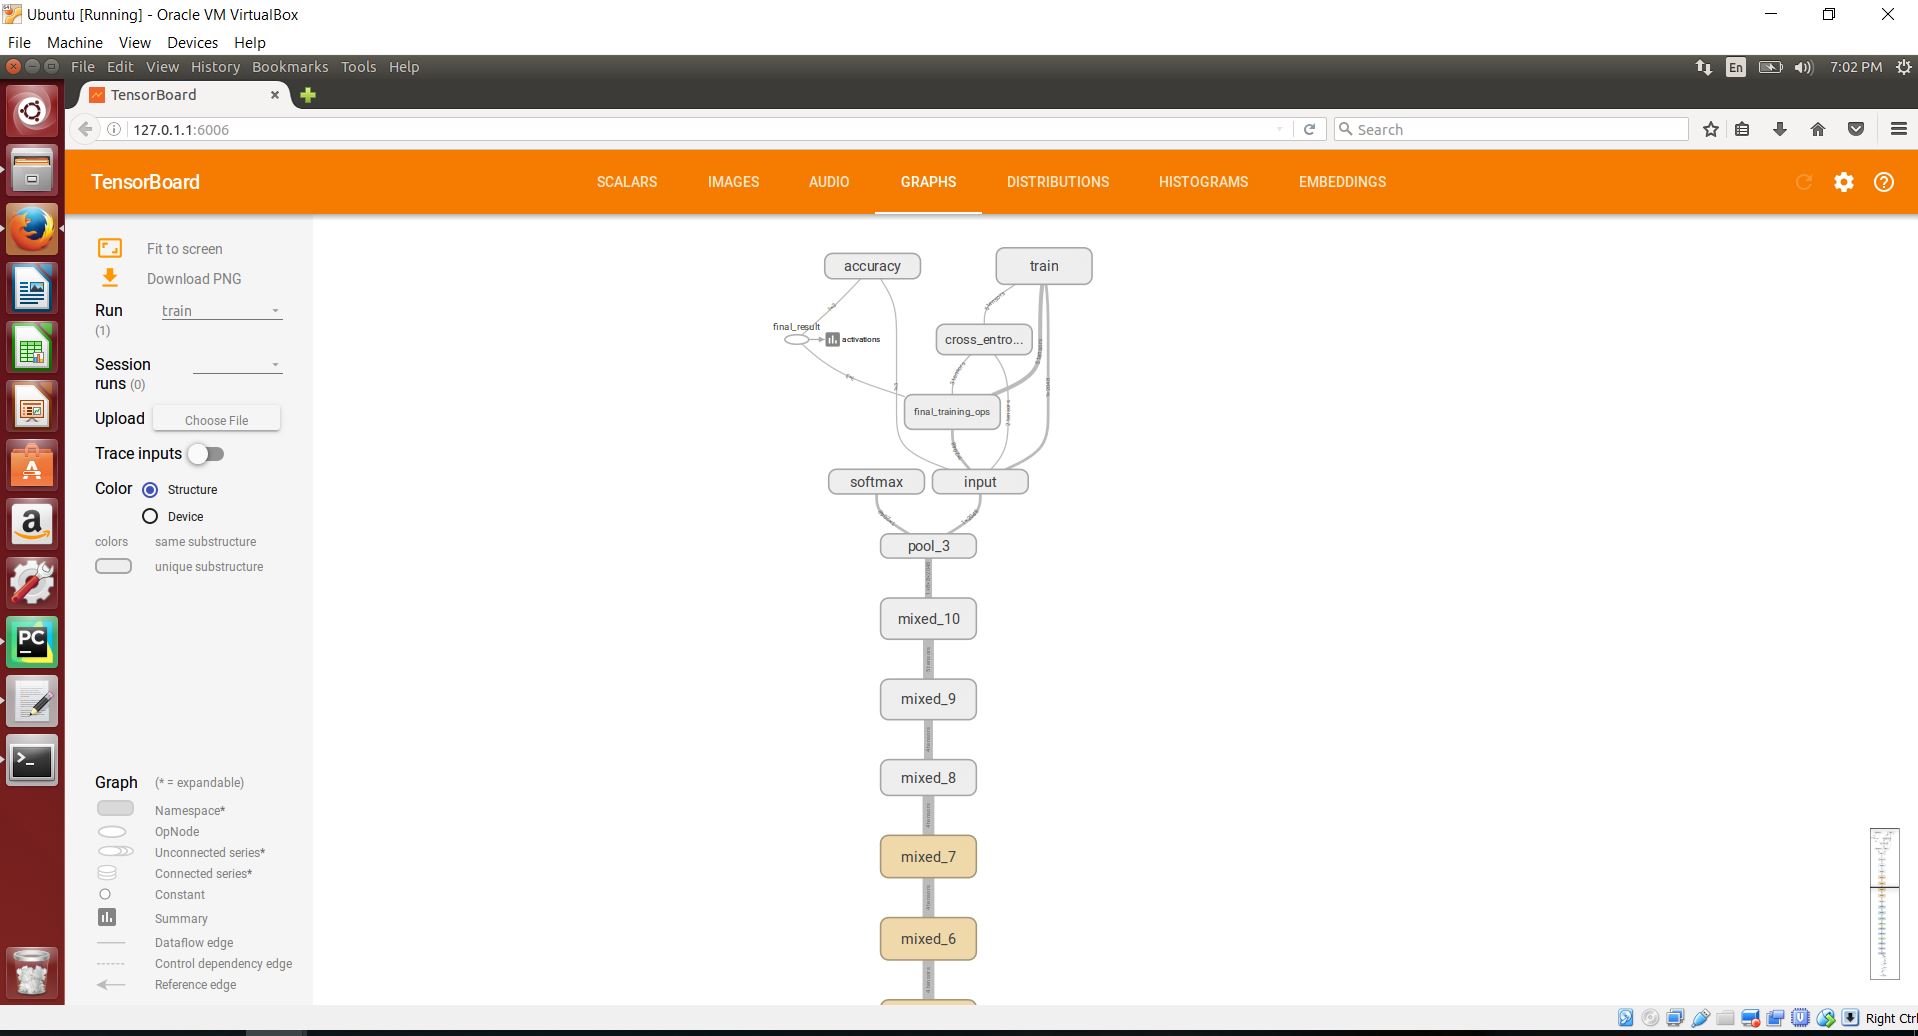 Ubuntu [Running] - Oracle VM VirtualBox
File Machine View Devices Help
File Edit View History Bookmarks Tools Help
En 7:02 PM
TensorBoard
127.0.1.1:6006
Search
TensorBoard
SCALARS IMAGES AUDIO GRAPHS DISTRIBUTIONS HISTOGRAMS EMBEDDINGS
Fit to screen
Download PNG
Run train
(1)
Session
runs (0)
Upload Choose File
Trace inputs
Color Structure
Device
colors same substructure
unique substructure
Graph (* = expandable)
Namespace*
OpNode
Unconnected series*
Connected series*
Constant
Summary
Dataflow edge
Control dependency edge
Reference edge
accuracy
train
final_result
activations
cross_entro...
final_training_ops
softmax
input
pool_3
mixed_10
mixed_9
mixed_8
mixed_7
mixed_6
PC
Right Ctrl